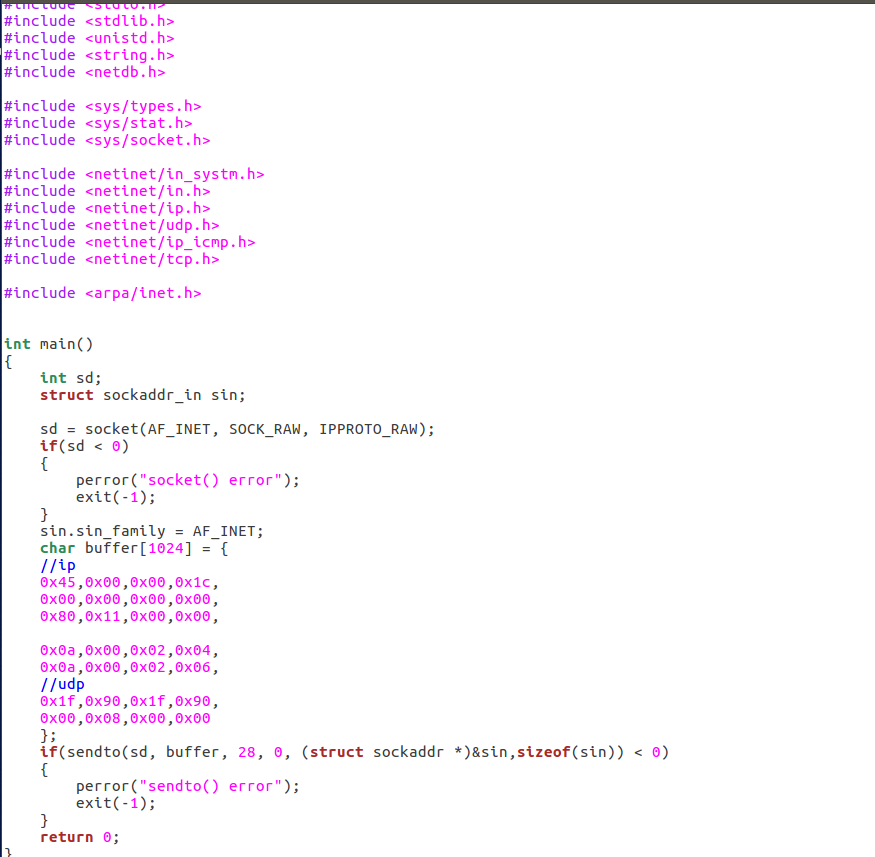 #include <stdio.h>
#include <stdlib.h>
#include <unistd.h>
#include <string.h>
#include <netdb.h>
#include <sys/types.h>
#include <sys/stat.h>
#include <sys/socket.h>
#include <netinet/in_systm.h>
#include <netinet/in.h>
#include <netinet/ip.h>
#include <netinet/udp.h>
#include <netinet/ip_icmp.h>
#include <netinet/tcp.h>
#include <arpa/inet.h>
int main()
{
    int sd;
    struct sockaddr_in sin;
    sd = socket(AF_INET, SOCK_RAW, IPPROTO_RAW);
    if(sd < 0)
    {
        perror("socket() error");
        exit(-1);
    }
    sin.sin_family = AF_INET;
    char buffer[1024] = {
    //ip
    0x45,0x00,0x00,0x1c,
    0x00,0x00,0x00,0x00,
    0x80,0x11,0x00,0x00,
    0x0a,0x00,0x02,0x04,
    0x0a,0x00,0x02,0x06,
    //udp
    0x1f,0x90,0x1f,0x90,
    0x00,0x08,0x00,0x00
    };
    if(sendto(sd, buffer, 28, 0, (struct sockaddr *)&sin,sizeof(sin)) < 0)
    {
        perror("sendto() error");
        exit(-1);
    }
    return 0;
}